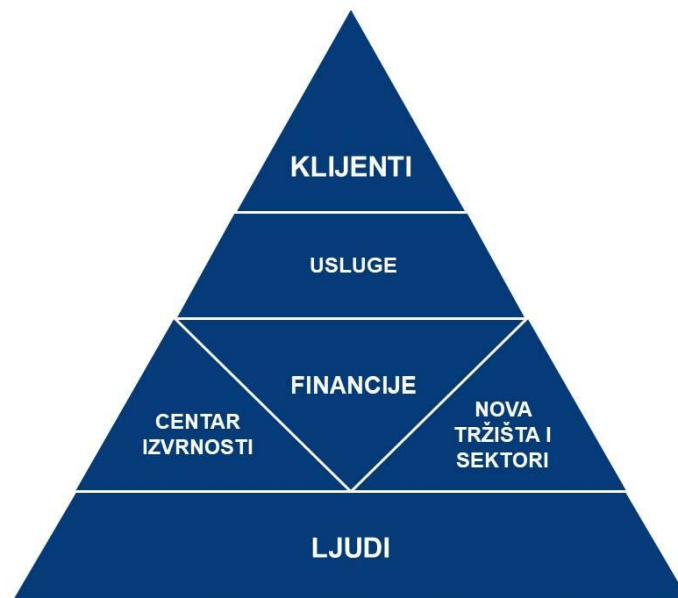 KLIJENTI
USLUGE
FINANCIJE
CENTAR
IZVRNOSTI
NOVA
TRŽIŠTA I
SEKTORI
LJUDI